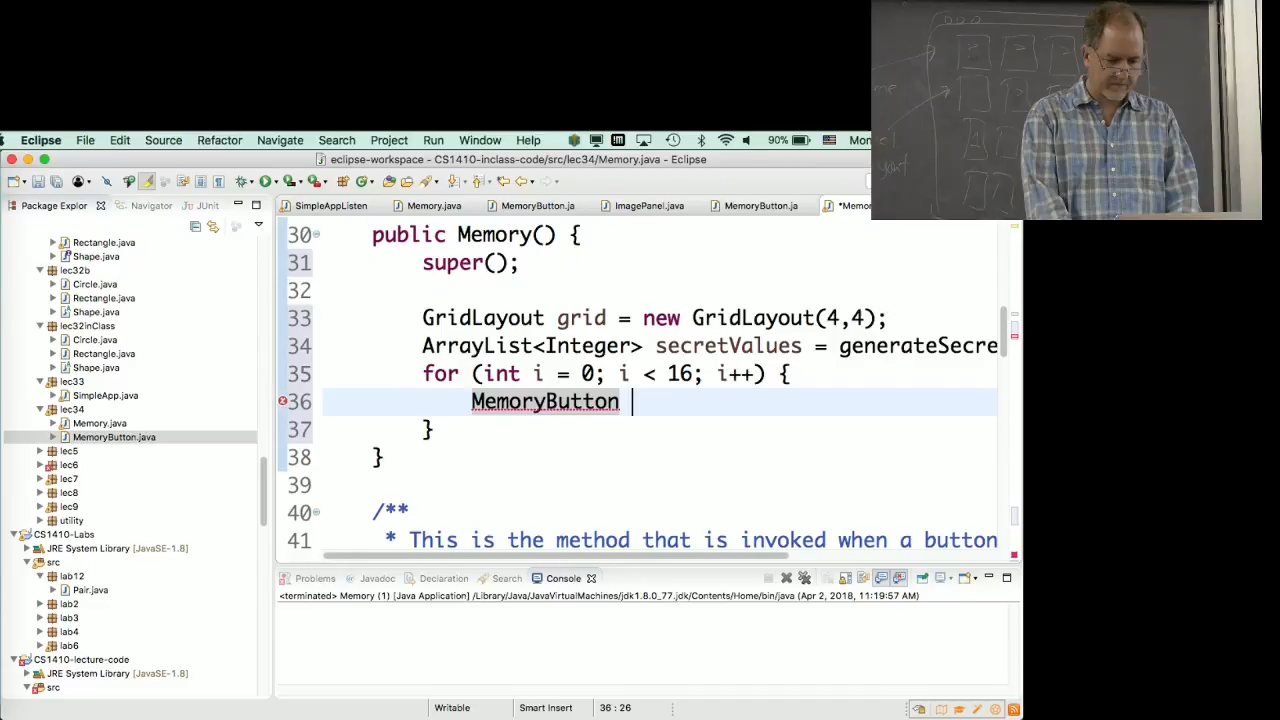 Eclipse File Edit Source Refactor Navigate Search Project Run Window Help 90% Mon
eclipse-workspace - CS1410-inclass-code/src/lec34/Memory.java - Eclipse
Package Explor Navigator JUnit
SimpleAppListen Memory.java MemoryButton.ja ImagePanel.java MemoryButton.ja *Memor
Rectangle.java
Shape.java
lec32b
Circle.java
Rectangle.java
Shape.java
lec32inClass
Circle.java
Rectangle.java
Shape.java
lec33
SimpleApp.java
lec34
Memory.java
MemoryButton.java
lec5
lec6
lec7
lec8
lec9
utility
CS1410-Labs
JRE System Library [JavaSE-1.8]
src
lab12
Pair.java
lab2
lab3
lab4
lab6
CS1410-lecture-code
JRE System Library [JavaSE-1.8]
src
30 public Memory() {
31 super();
32
33 GridLayout grid = new GridLayout(4,4);
34 ArrayList<Integer> secretValues = generateSecre
35 for (int i = 0; i < 16; i++) {
36 MemoryButton
37 }
38 }
39
40 /**
41 * This is the method that is invoked when a button
Problems Javadoc Declaration Search Console
<terminated> Memory (1) [Java Application] /Library/Java/JavaVirtualMachines/jdk1.8.0_77.jdk/Contents/Home/bin/java (Apr 2, 2018, 11:19:57 AM)
Writable Smart Insert 36 : 26